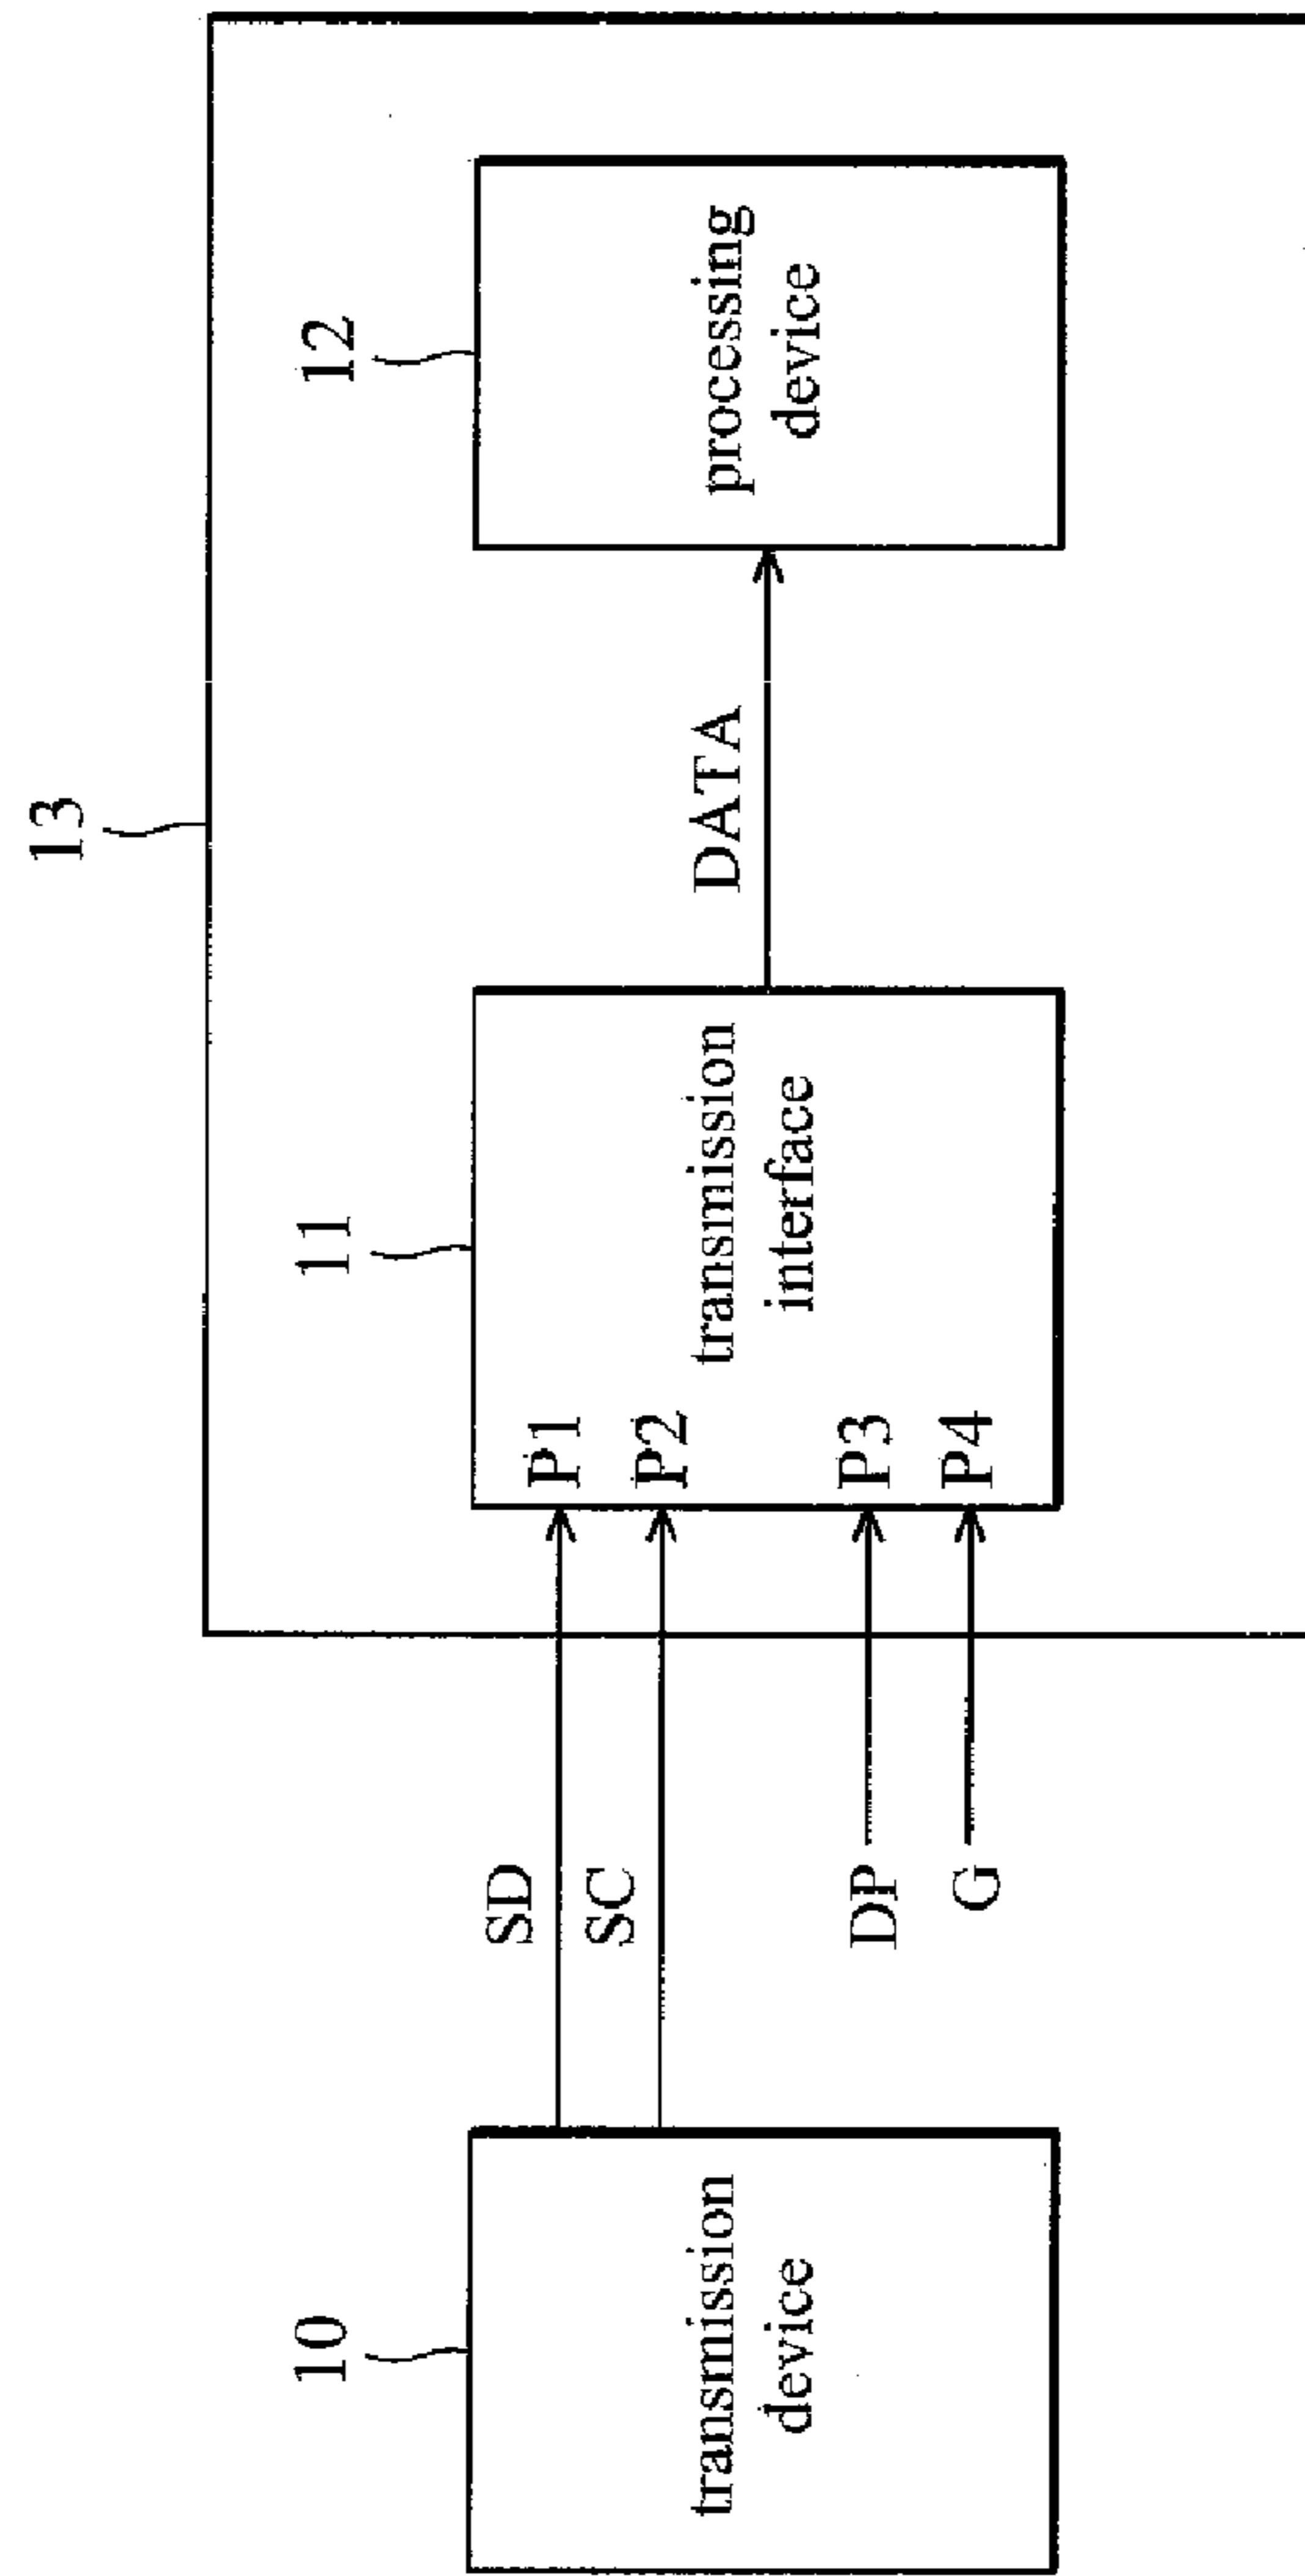 13
10
11
12
transmission
device
SD
SC
DP
G
P1
P2
P3
P4
transmission
interface
DATA
processing
device